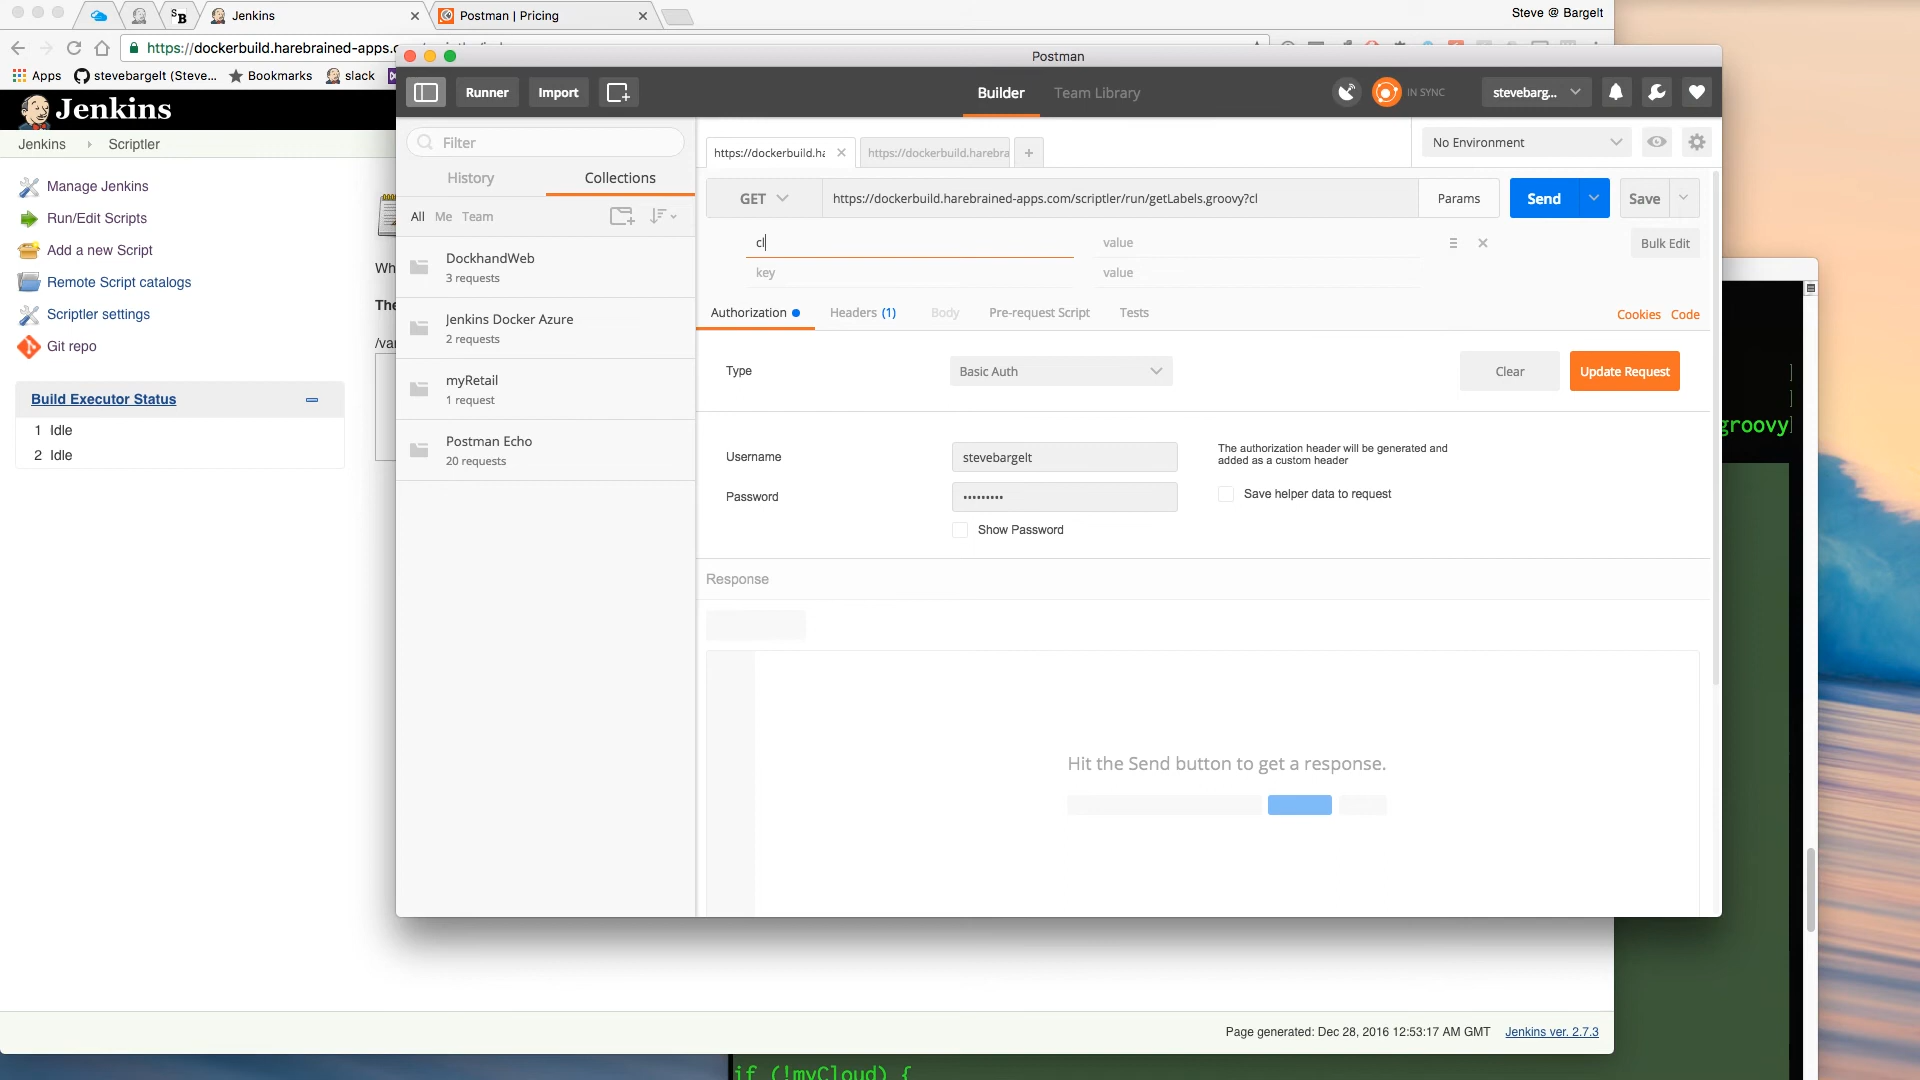 Jenkins
Postman | Pricing
Steve @ Bargelt
https://dockerbuild.harebrained-apps.c
Apps
stevebargelt (Steve...
Bookmarks
slack
Postman
Runner
Import
Builder
Team Library
IN SYNC
stevebarg...
Jenkins
Jenkins
Scriptler
Filter
https://dockerbuild.ha
https://dockerbuild.harebra
+
No Environment
Manage Jenkins
Run/Edit Scripts
Add a new Script
Remote Script catalogs
Scriptler settings
Git repo
Build Executor Status
1 Idle
2 Idle
Wh
The
/var
History
Collections
All
Me
Team
DockhandWeb
3 requests
Jenkins Docker Azure
2 requests
myRetail
1 request
Postman Echo
20 requests
GET
https://dockerbuild.harebrained-apps.com/scriptler/run/getLabels.groovy?cl
Params
Send
Save
cl
value
Bulk Edit
key
value
Authorization
Headers (1)
Body
Pre-request Script
Tests
Cookies
Code
Type
Basic Auth
Clear
Update Request
Username
stevebargelt
The authorization header will be generated and
added as a custom header
Password
•••••••••
Save helper data to request
Show Password
Response
Hit the Send button to get a response.
]
]
groovy]
Page generated: Dec 28, 2016 12:53:17 AM GMT
Jenkins ver. 2.7.3
if (!myCloud) {